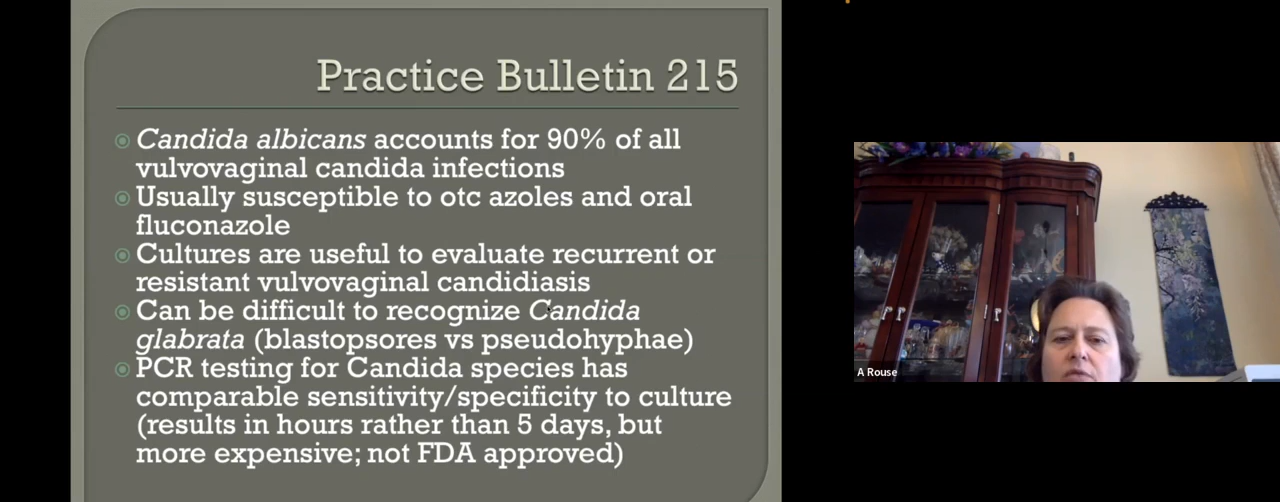 Practice Bulletin 215
Candida albicans accounts for 90% of all
vulvovaginal candida infections
Usually susceptible to otc azoles and oral
fluconazole
Cultures are useful to evaluate recurrent or
resistant vulvovaginal candidiasis
Can be difficult to recognize Candida
glabrata (blastopsores vs pseudohyphae)
PCR testing for Candida species has
comparable sensitivity/specificity to culture
(results in hours rather than 5 days, but
more expensive; not FDA approved)
A Rouse